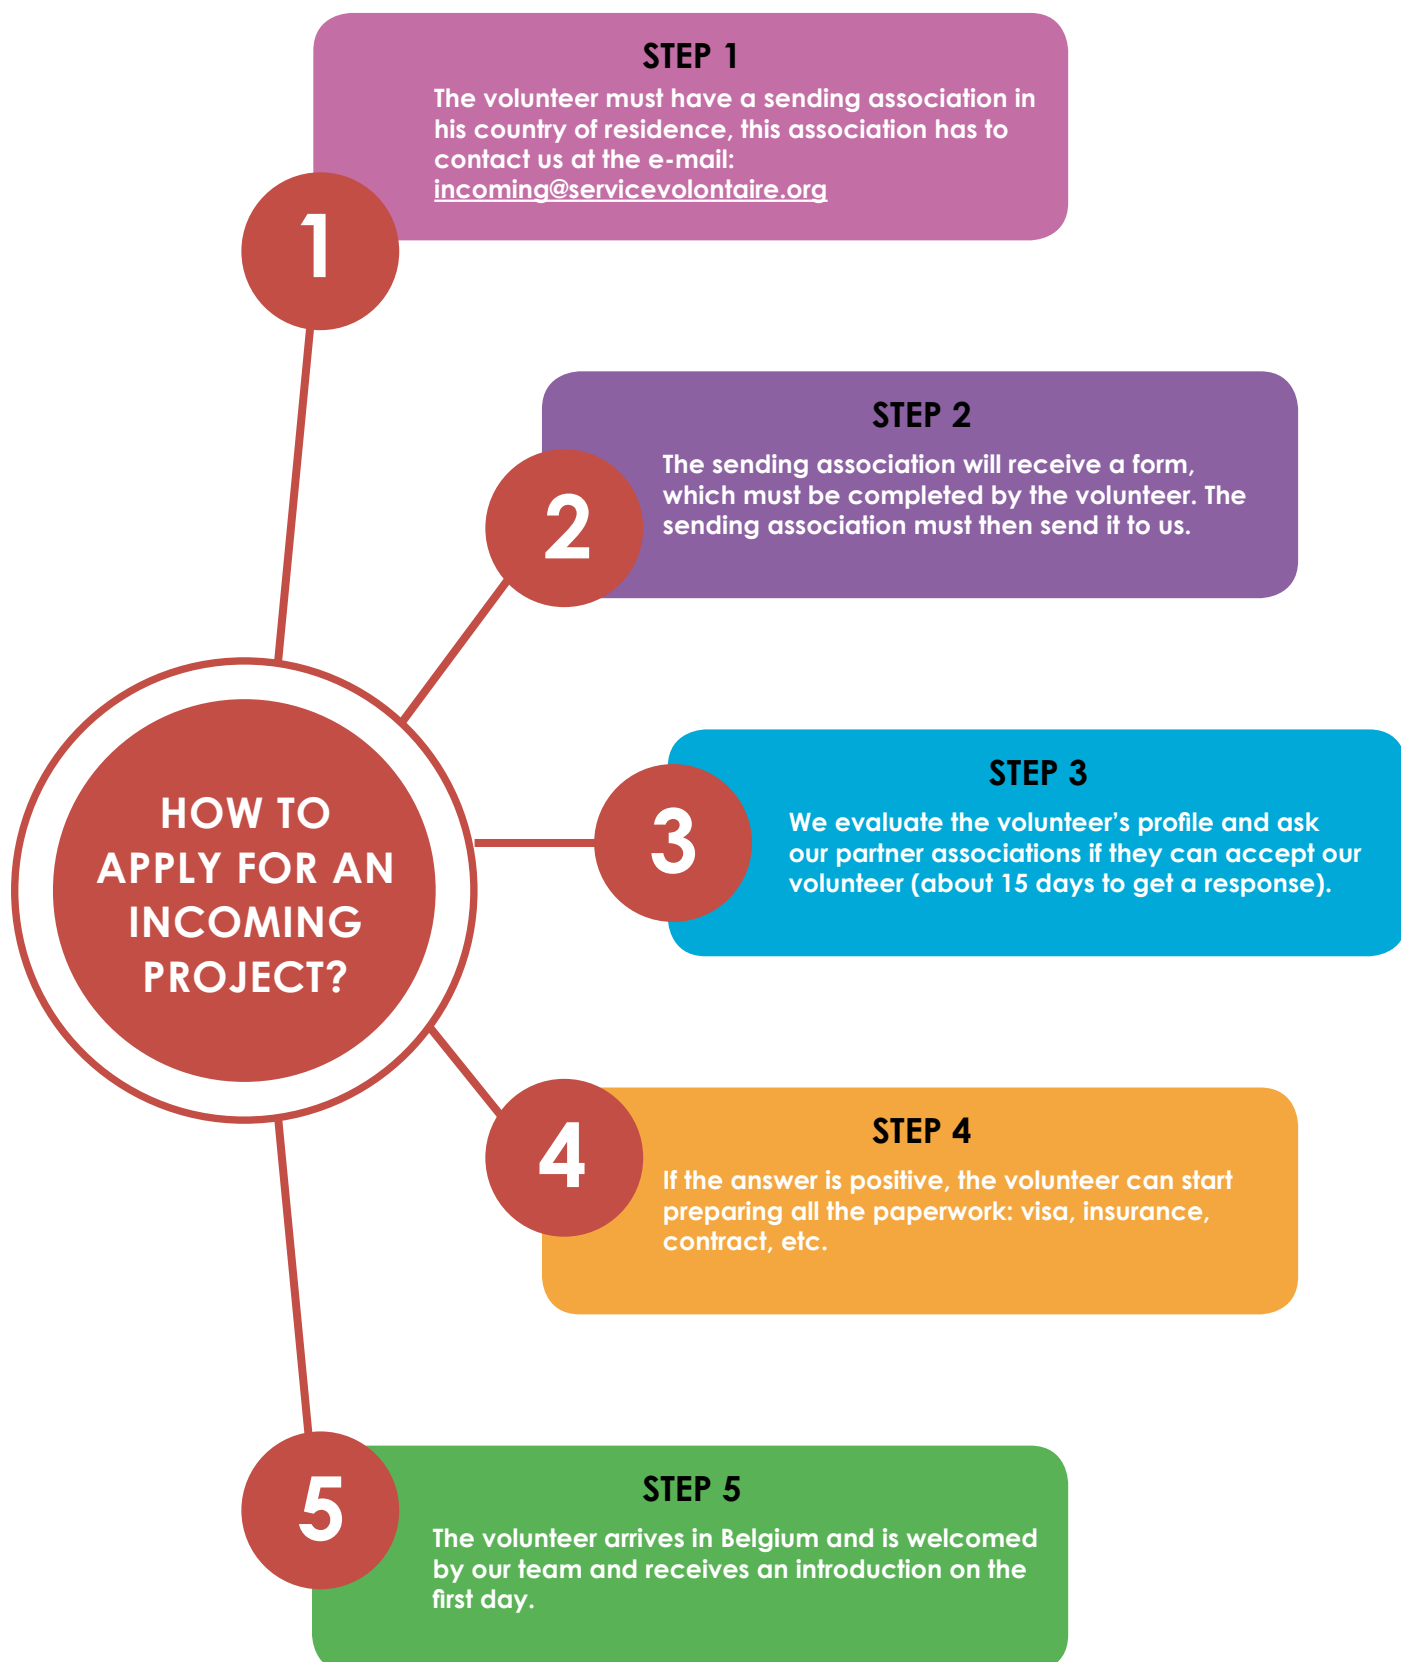 STEP 1
The volunteer must have a sending association in
his country of residence, this association has to
contact us at the e-mail:
incoming@servicevolontaire.org
1
STEP 2
The sending association will receive a form,
which must be completed by the volunteer. The
sending association must then send it to us.
2
HOW TO
APPLY FOR AN
INCOMING
PROJECT?
STEP 3
We evaluate the volunteer’s profile and ask
our partner associations if they can accept our
volunteer (about 15 days to get a response).
3
STEP 4
If the answer is positive, the volunteer can start
preparing all the paperwork: visa, insurance,
contract, etc.
4
STEP 5
The volunteer arrives in Belgium and is welcomed
by our team and receives an introduction on the
first day.
5